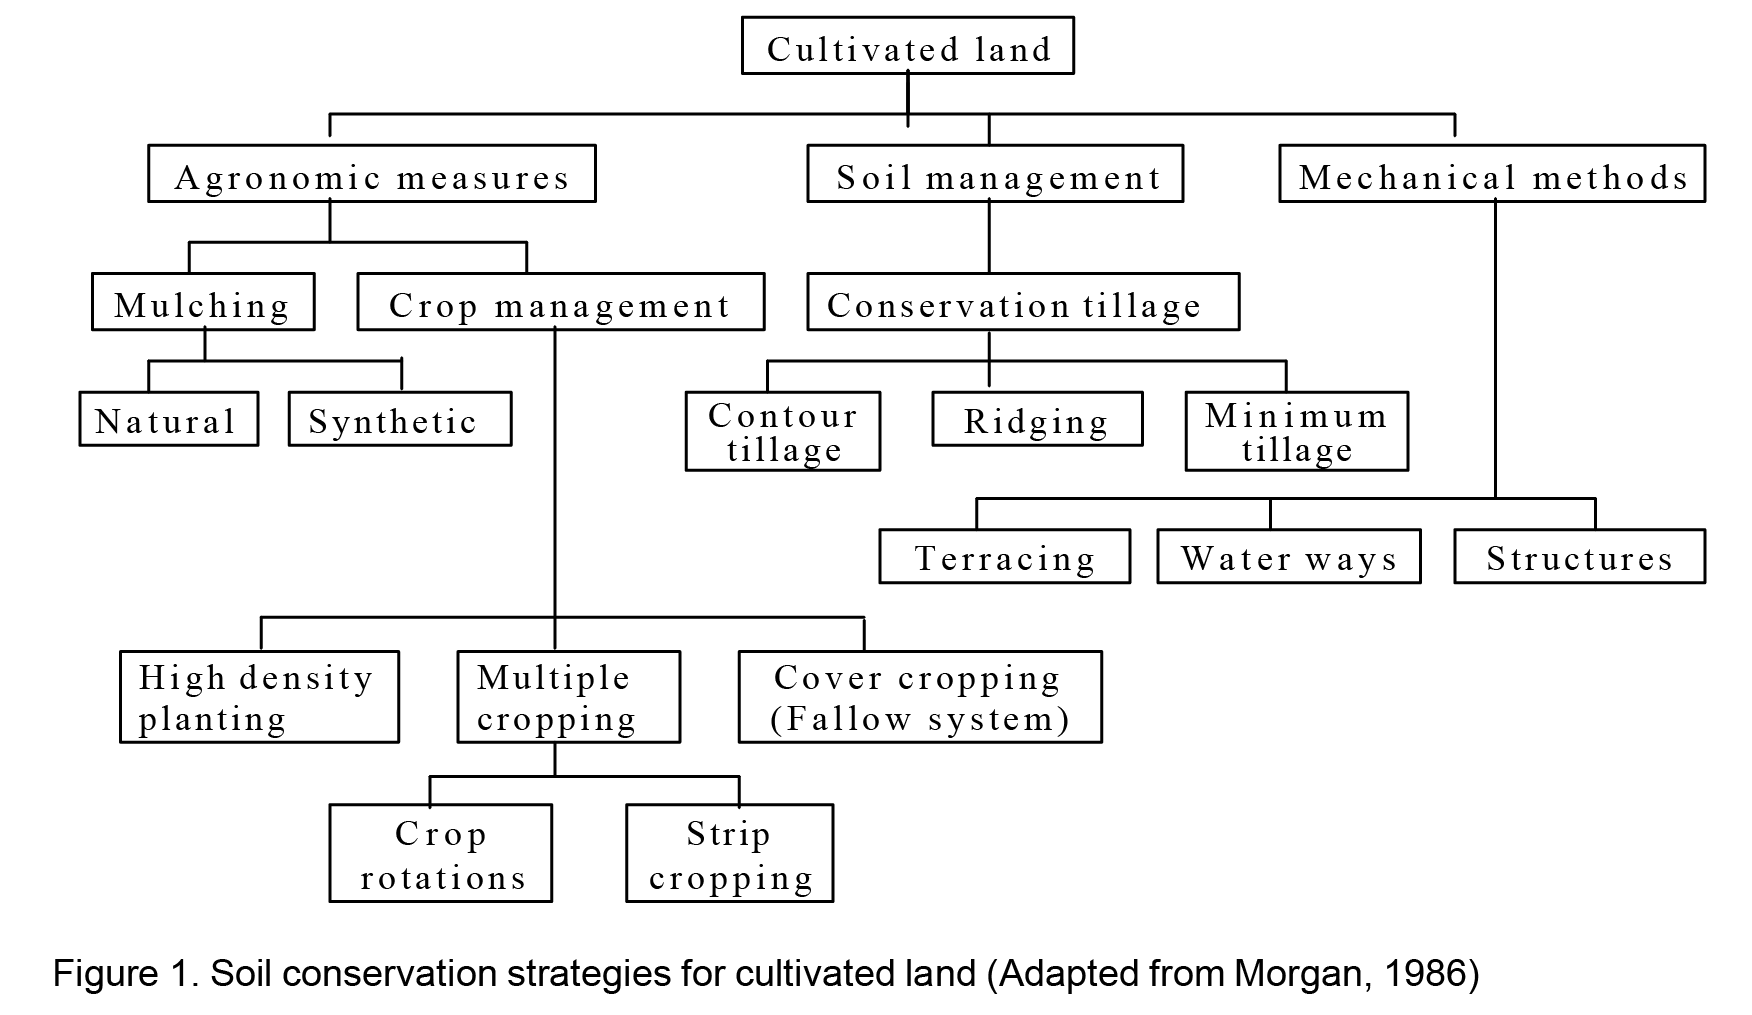 Cultivated land
Agronomic measures
Soil management
Mechanical methods
Mulching
Crop management
Conservation tillage
Natural
Synthetic
Contour
tillage
Ridging
Minimum
tillage
Terracing
Water ways
Structures
High density
planting
Multiple
cropping
Cover cropping
(Fallow system)
Crop
rotations
Strip
cropping
Figure 1. Soil conservation strategies for cultivated land (Adapted from Morgan, 1986)